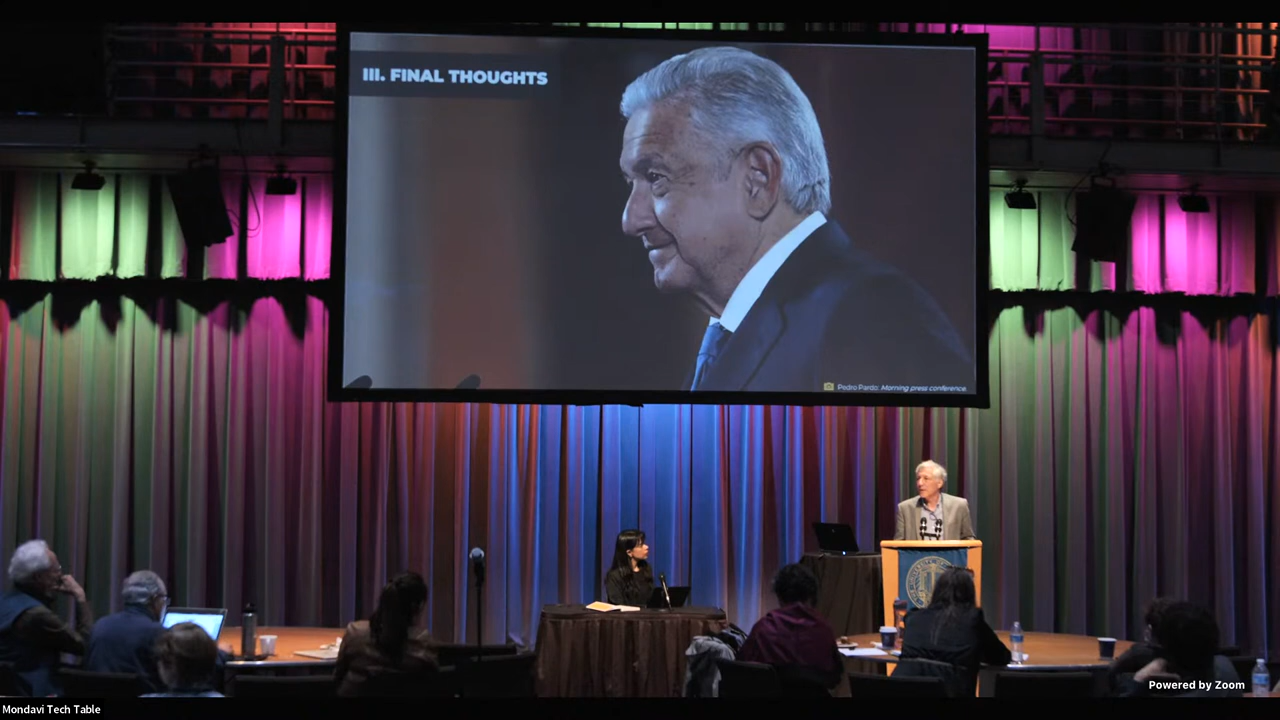 III. FINAL THOUGHTS
Pedro Pardo: Morning press conference.
Powered by Zoom
Mondavi Tech Table